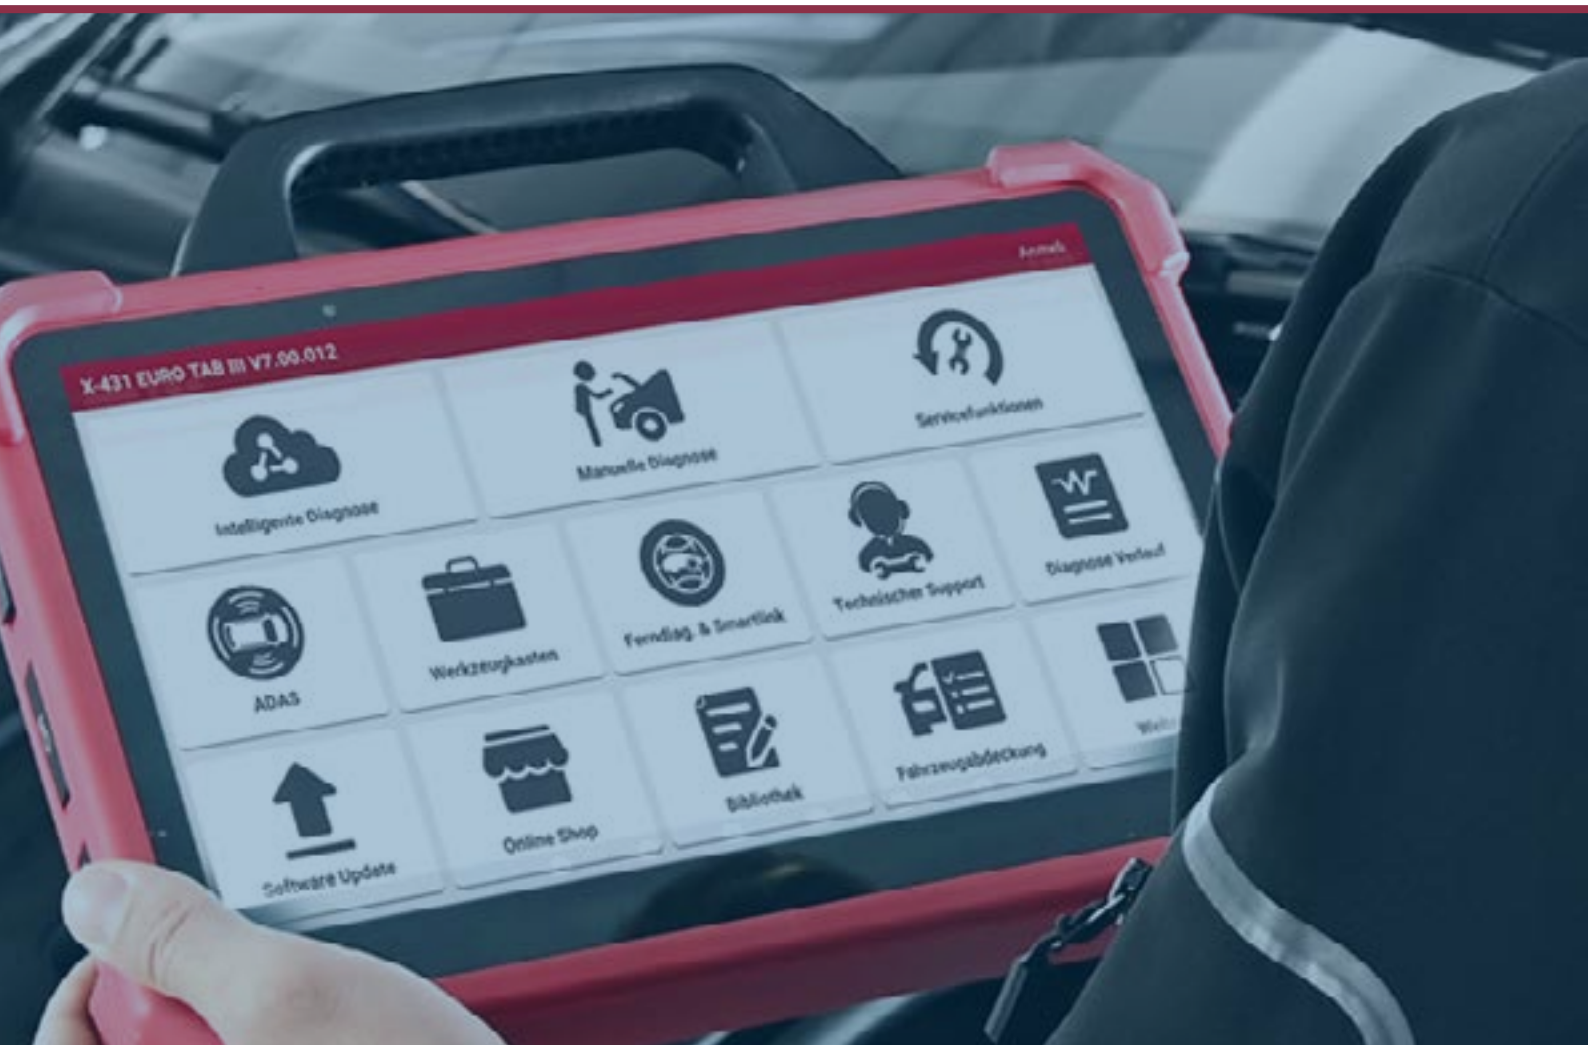 X-431 EURO TAB III V7.00.012
Intelligente Diagnose
Manuelle Diagnose
Servicefunktionen
ADAS
Werkzeugkasten
Ferndiag. & Smartlink
Technischer Support
Diagnose Verlauf
Software Update
Online Shop
Bibliothek
Fahrzeugabdeckung